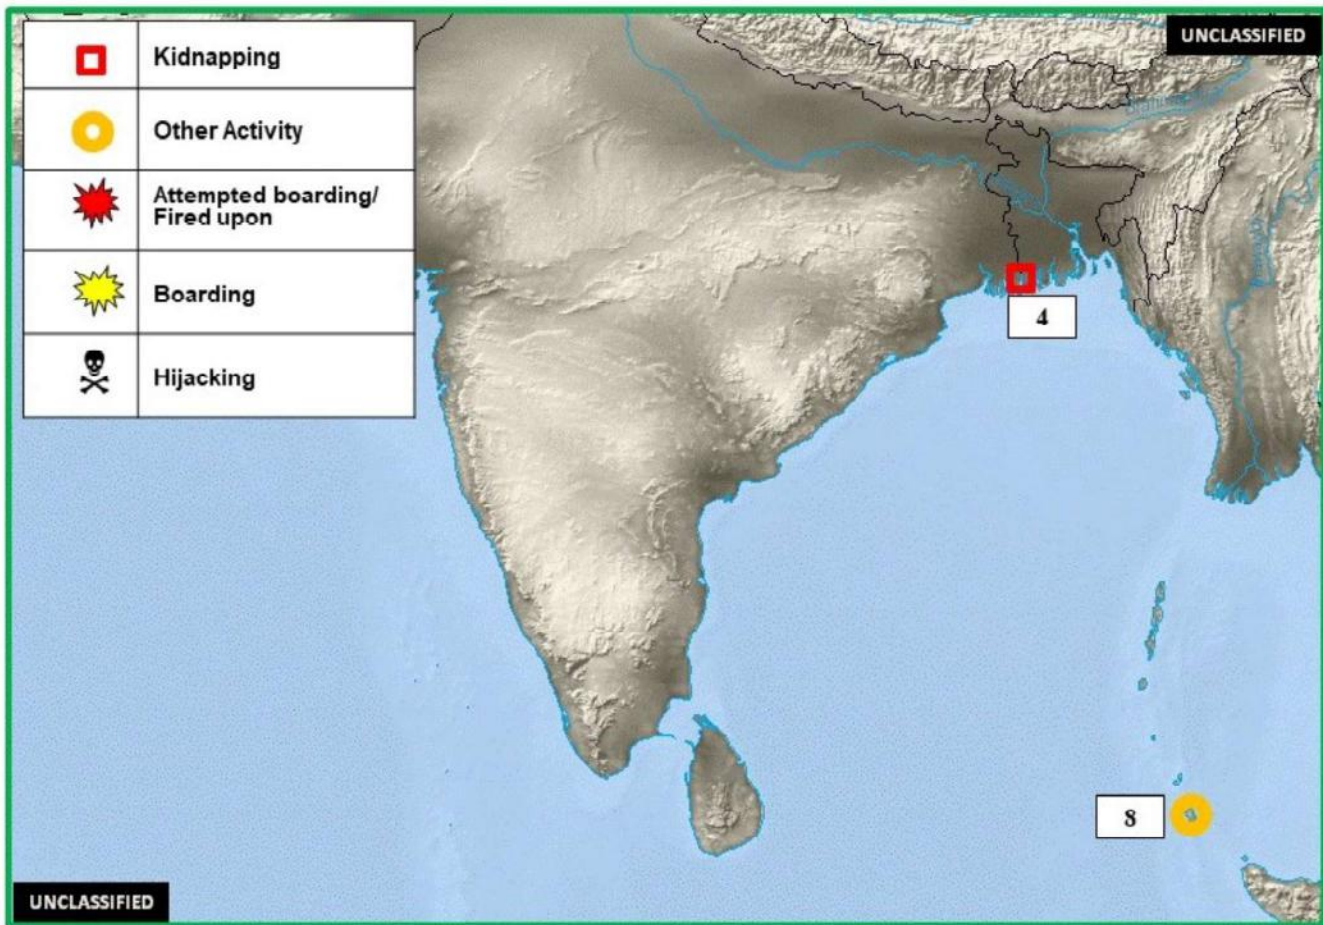 UNCLASSIFIED
Kidnapping
Other Activity
Attempted boarding/
Fired upon
Boarding
Hijacking
4
8
UNCLASSIFIED